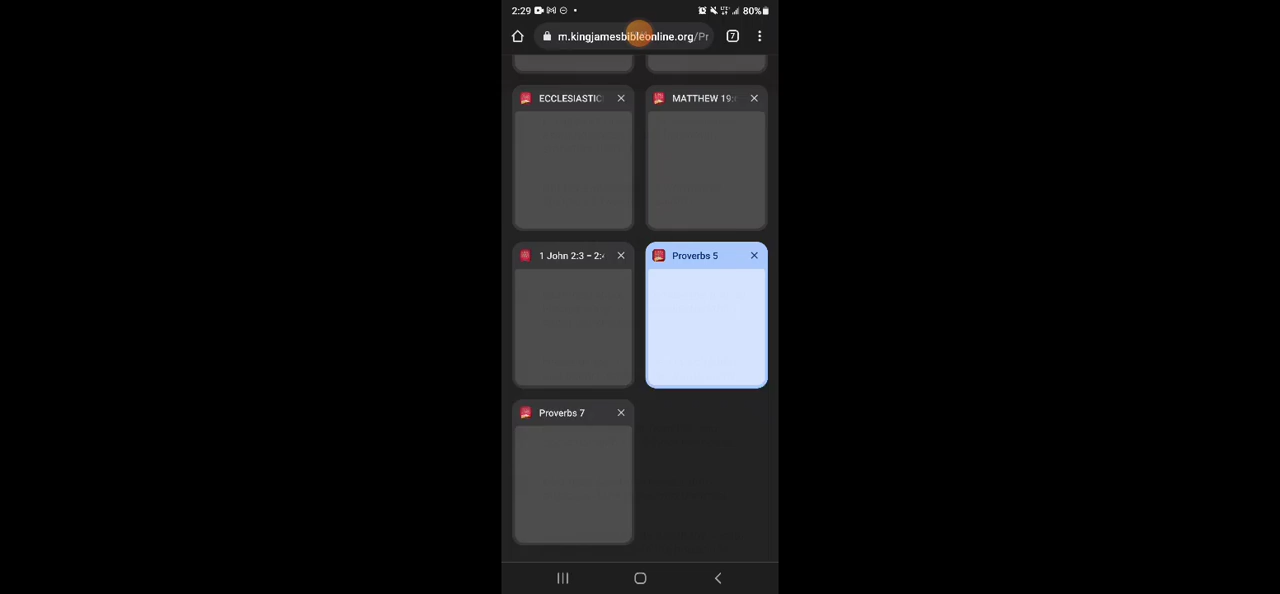 2:29 80%
m.kingjamesbibleonline.org/Pr 7
ECCLESIASTIC MATTHEW 19:
1 John 2:3 - 2:4 Proverbs 5
Proverbs 7